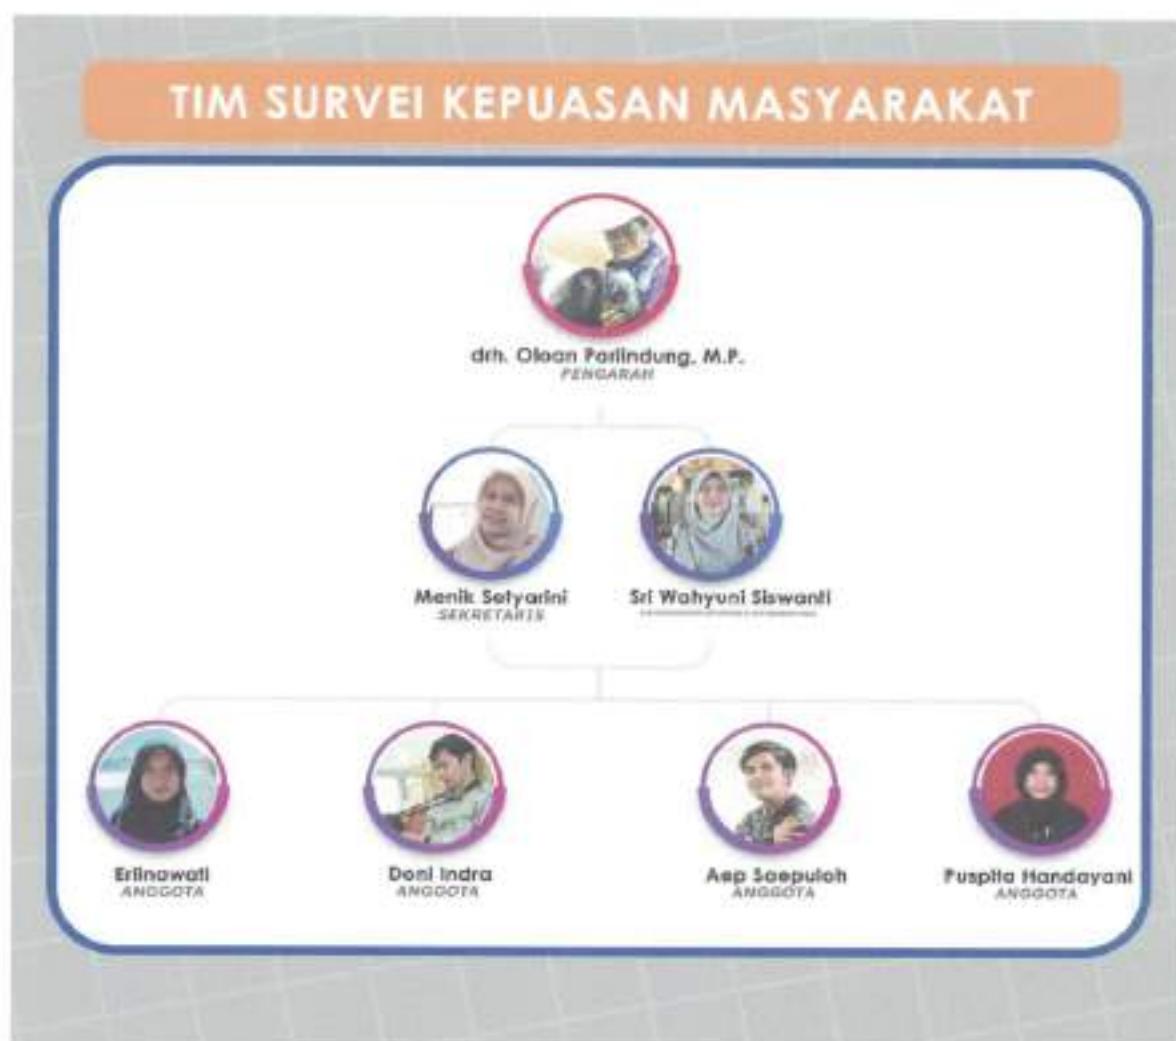 TIM SURVEI KEPUASAN MASYARAKAT
drh. Oloan Parlindung, M.P.
PENGARAH
Menik Setyarini
SEKRETARIS
Sri Wahyuni Siswanti
Erlinawati
ANGGOTA
Doni Indra
ANGGOTA
Aep Saepuloh
ANGGOTA
Puspita Handayani
ANGGOTA